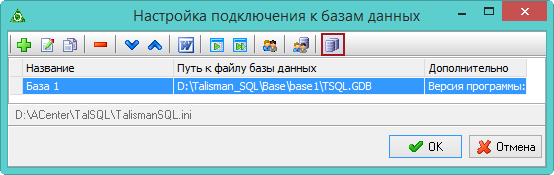 Настройка подключения к базам данных
Название Путь к файлу базы данных Дополнительно
База 1 D:\Talisman_SQL\Base\base1\TSQL.GDB Версия программы:
D:\ACenter\TalSQL\TalismanSQL.ini
OK Отмена